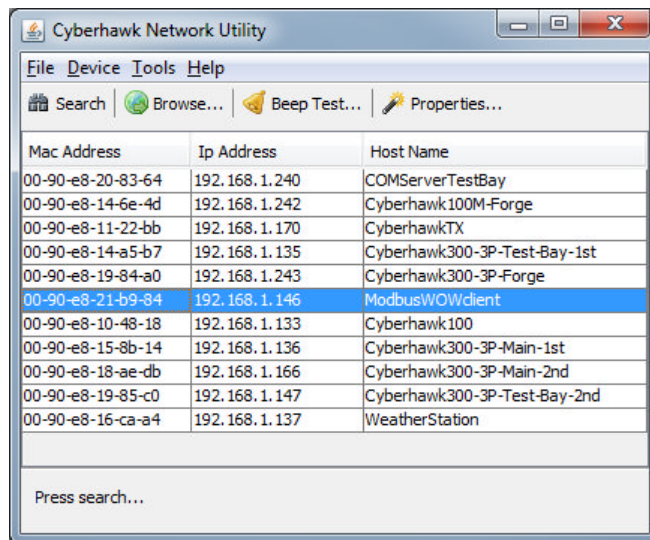 Cyberhawk Network Utility
File Device Tools Help
Search Browse... Beep Test... Properties...
Mac Address Ip Address Host Name
00-90-e8-20-83-64 192.168.1.240 COMServerTestBay
00-90-e8-14-6e-4d 192.168.1.242 Cyberhawk100M-Forge
00-90-e8-11-22-bb 192.168.1.170 CyberhawkTX
00-90-e8-14-a5-b7 192.168.1.135 Cyberhawk300-3P-Test-Bay-1st
00-90-e8-19-84-a0 192.168.1.243 Cyberhawk300-3P-Forge
00-90-e8-21-b9-84 192.168.1.146 ModbusWOWclient
00-90-e8-10-48-18 192.168.1.133 Cyberhawk100
00-90-e8-15-8b-14 192.168.1.136 Cyberhawk300-3P-Main-1st
00-90-e8-18-ae-db 192.168.1.166 Cyberhawk300-3P-Main-2nd
00-90-e8-19-85-c0 192.168.1.147 Cyberhawk300-3P-Test-Bay-2nd
00-90-e8-16-ca-a4 192.168.1.137 WeatherStation
Press search...